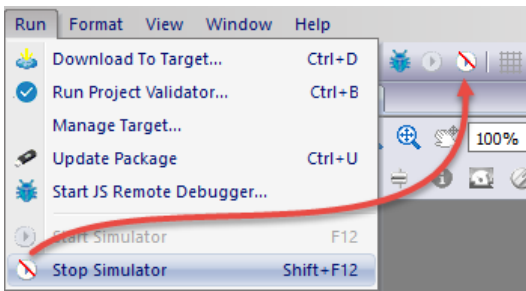 Run Format View Window Help
Download To Target... Ctrl+D
Run Project Validator... Ctrl+B
Manage Target...
100%
Update Package Ctrl+U
Start JS Remote Debugger...
Start Simulator F12
Stop Simulator Shift+F12